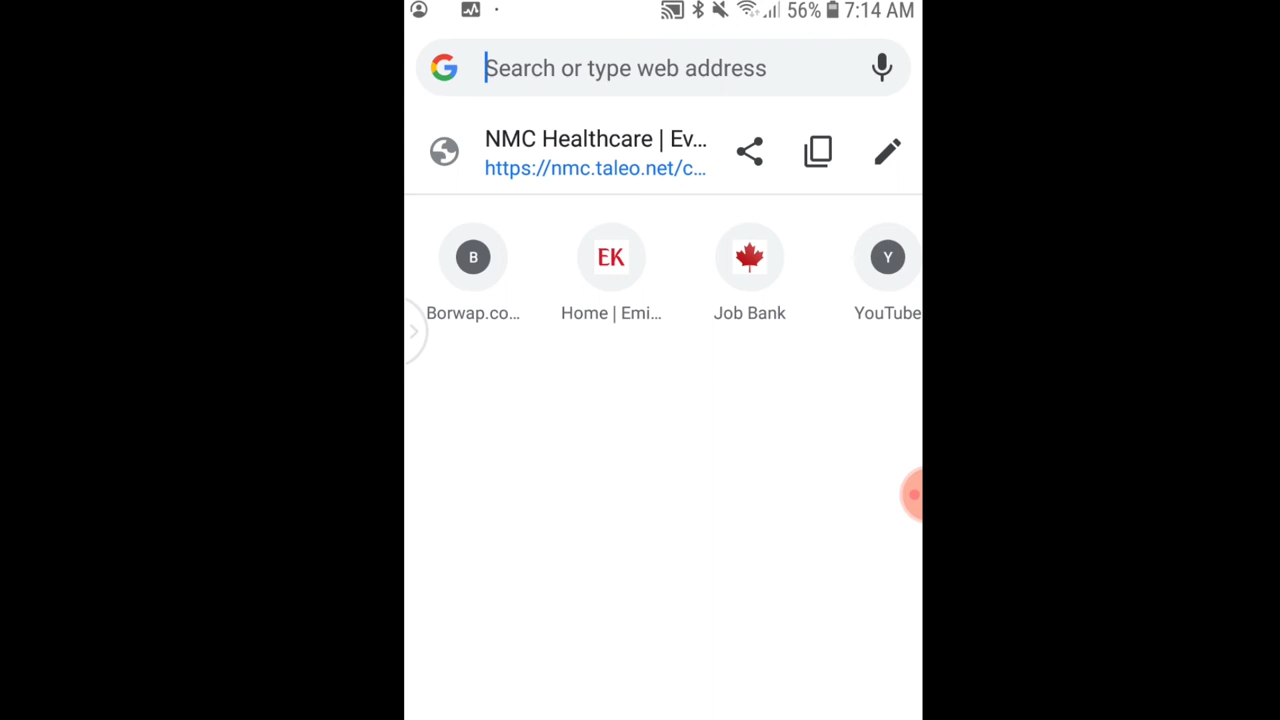 56% 7:14 AM
Search or type web address
NMC Healthcare | Ev...
https://nmc.taleo.net/c...
B
EK
Y
Borwap.co...
Home | Emi...
Job Bank
YouTube